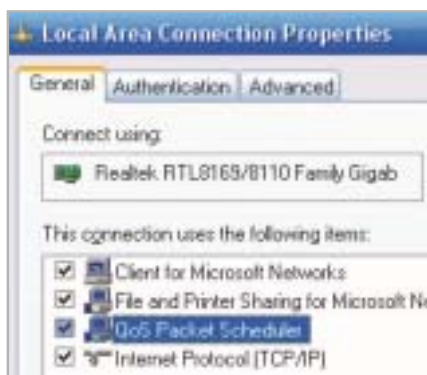 Local Area Connection Properties
General Authentication Advanced
Connect using:
Realtek RTL8169/8110 Family Gigab
This connection uses the following items:
Client for Microsoft Networks
File and Printer Sharing for Microsoft Ne
QoS Packet Scheduler
Internet Protocol (TCP/IP)